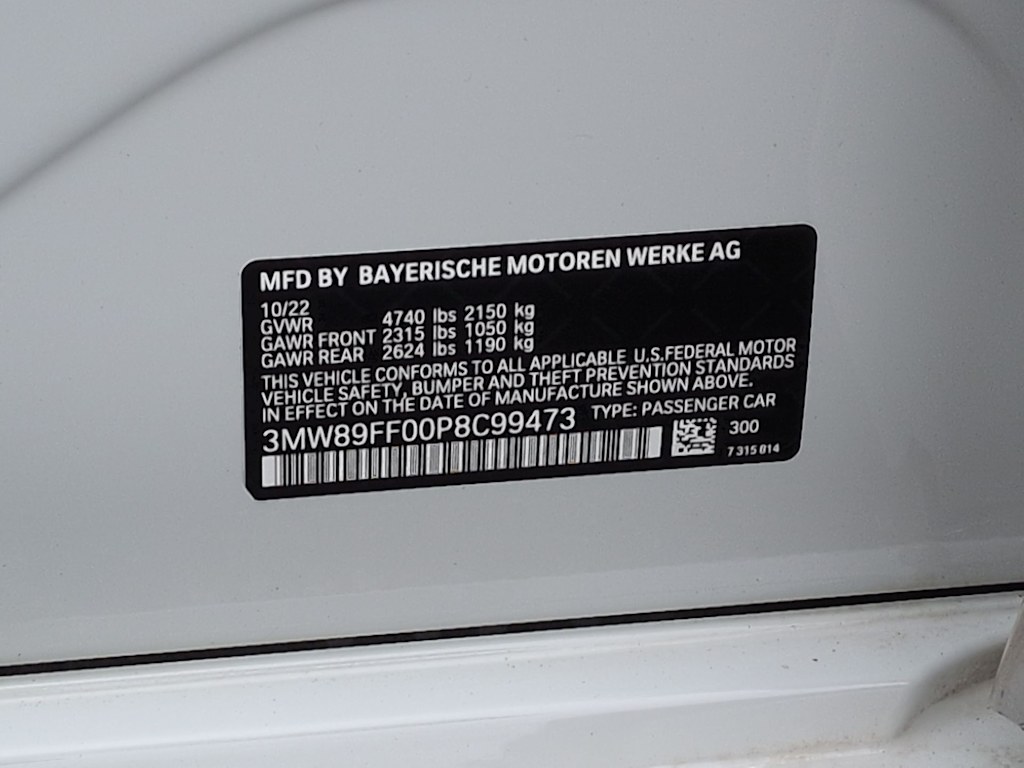 MFD BY BAYERISCHE MOTOREN WERKE AG
10/22
GVWR 4740 lbs 2150 kg
GAWR FRONT 2315 lbs 1050 kg
GAWR REAR 2624 lbs 1190 kg
THIS VEHICLE CONFORMS TO ALL APPLICABLE U.S.FEDERAL MOTOR
VEHICLE SAFETY, BUMPER AND THEFT PREVENTION STANDARDS
IN EFFECT ON THE DATE OF MANUFACTURE SHOWN ABOVE.
3MW89FF00P8C99473 TYPE: PASSENGER CAR
300
7 315 014